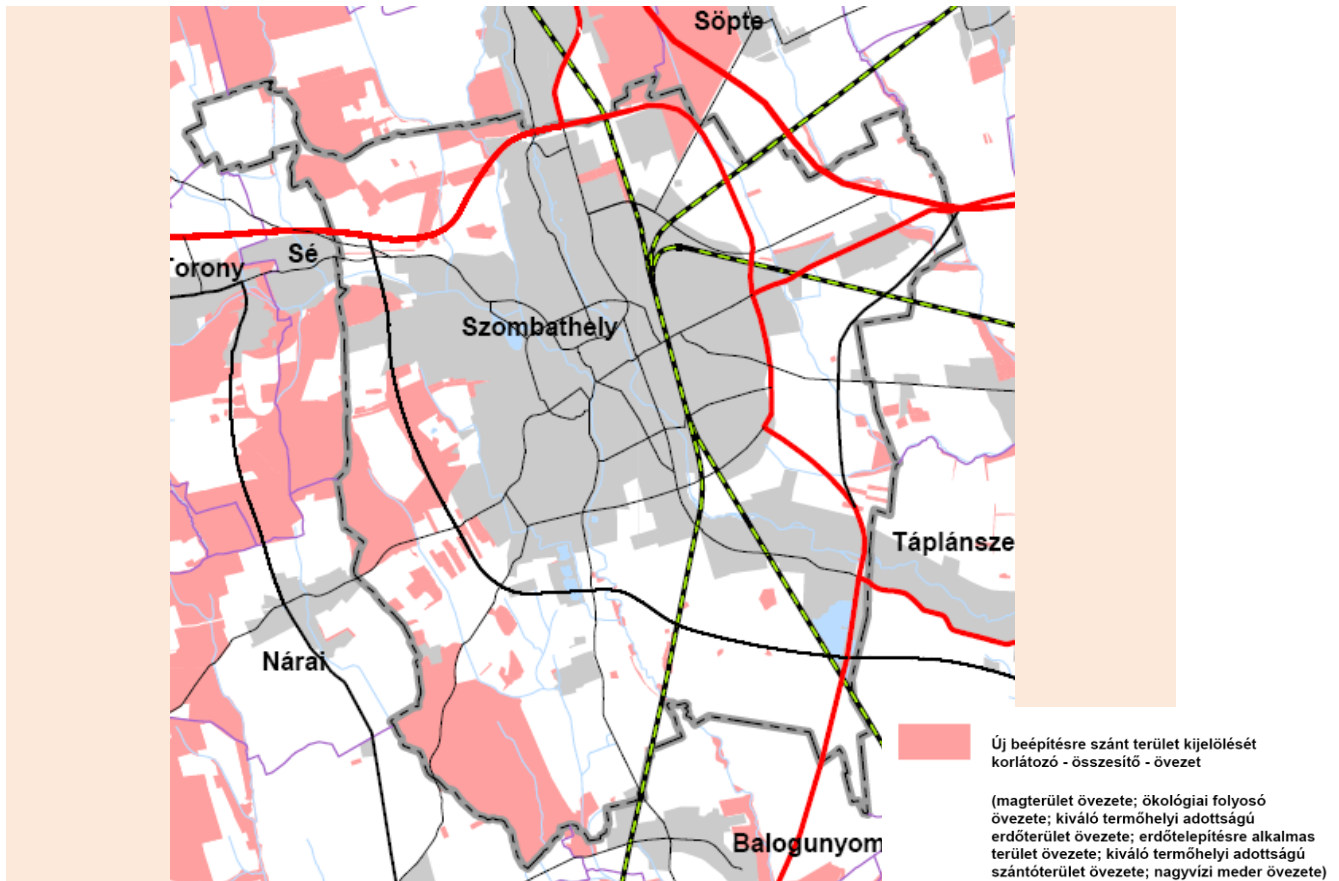 Söpte
Sé
orony
Szombathely
Táplánsze
Nárai
Balogunyom
Új beépítésre szánt terület kijelölését
korlátozó - összesítő - övezet
(magterület övezete; ökológiai folyosó
övezete; kiváló termőhelyi adottságú
erdőterület övezete; erdőtelepítésre alkalmas
terület övezete; kiváló termőhelyi adottságú
szántóterület övezete; nagyvízi meder övezete)